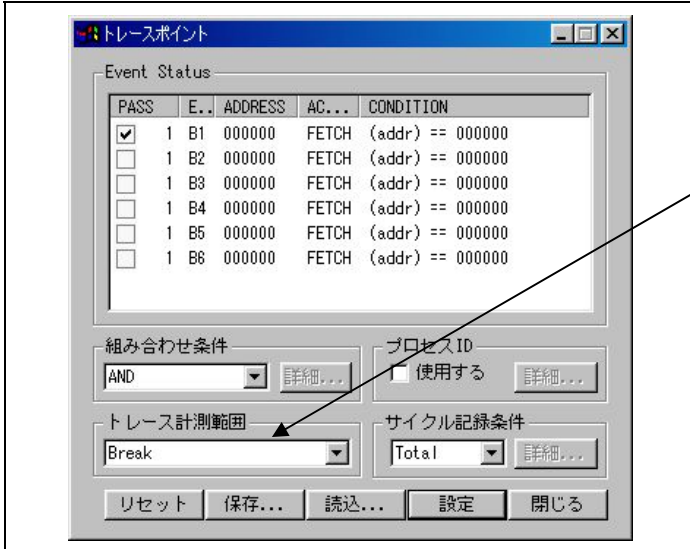 トレースポイント
Event Status
PASS E.. ADDRESS AC... CONDITION
1 B1 000000 FETCH (addr) == 000000
1 B2 000000 FETCH (addr) == 000000
1 B3 000000 FETCH (addr) == 000000
1 B4 000000 FETCH (addr) == 000000
1 B5 000000 FETCH (addr) == 000000
1 B6 000000 FETCH (addr) == 000000
組み合わせ条件 プロセスID
AND 詳細... 使用する 詳細...
トレース計測範囲 サイクル記録条件
Break Total 詳細...
リセット 保存... 読込... 設定 閉じる